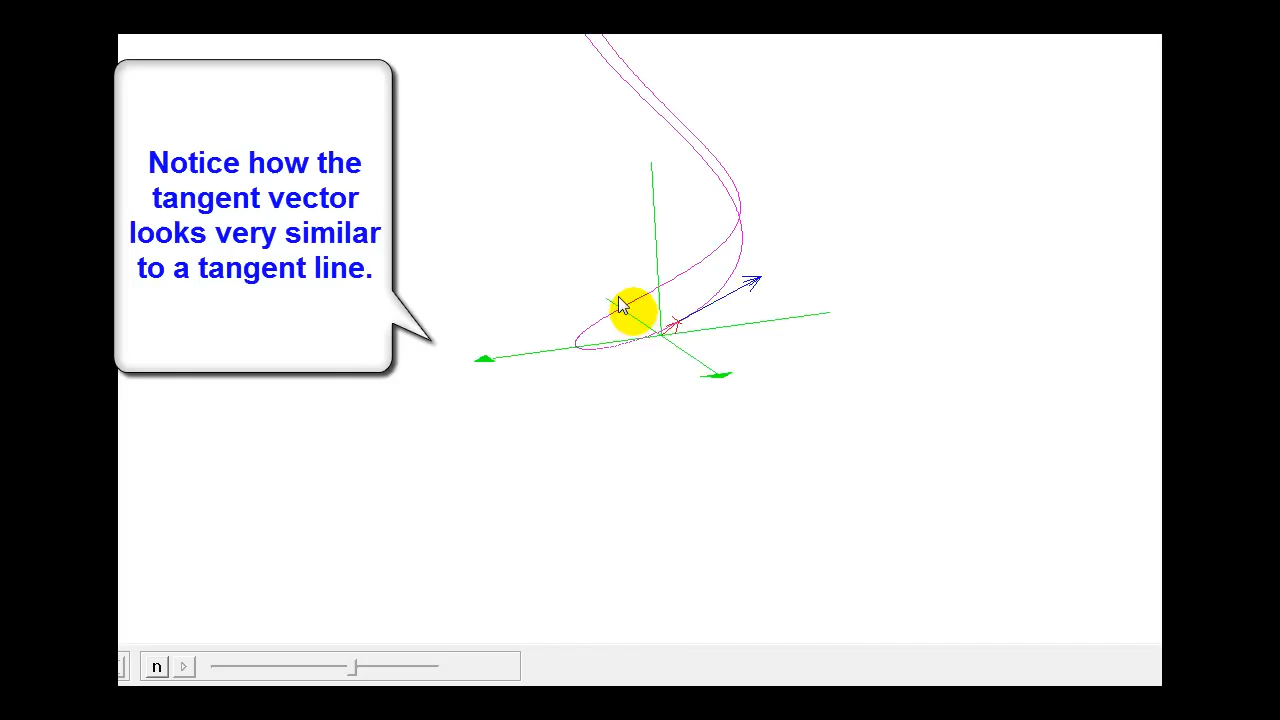 Notice how the
tangent vector
looks very similar
to a tangent line.
n